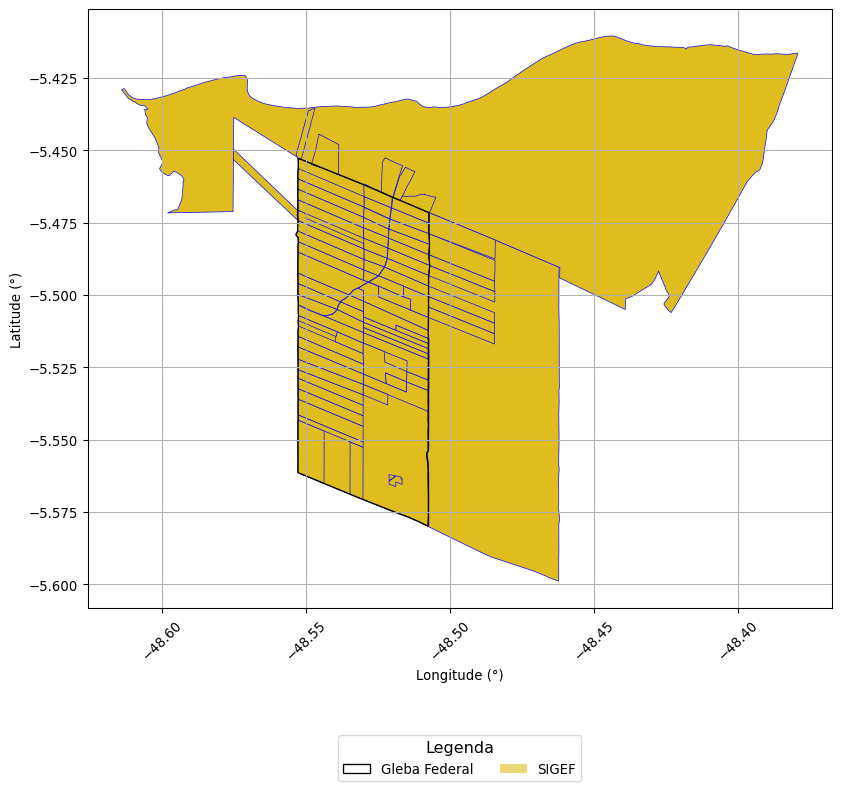 −5.425
−5.450
−5.475
−5.500
−5.525
−5.550
−5.575
−5.600
Latitude (°)
−48.60
−48.55
−48.50
−48.45
−48.40
Longitude (°)
Legenda
Gleba Federal
SIGEF